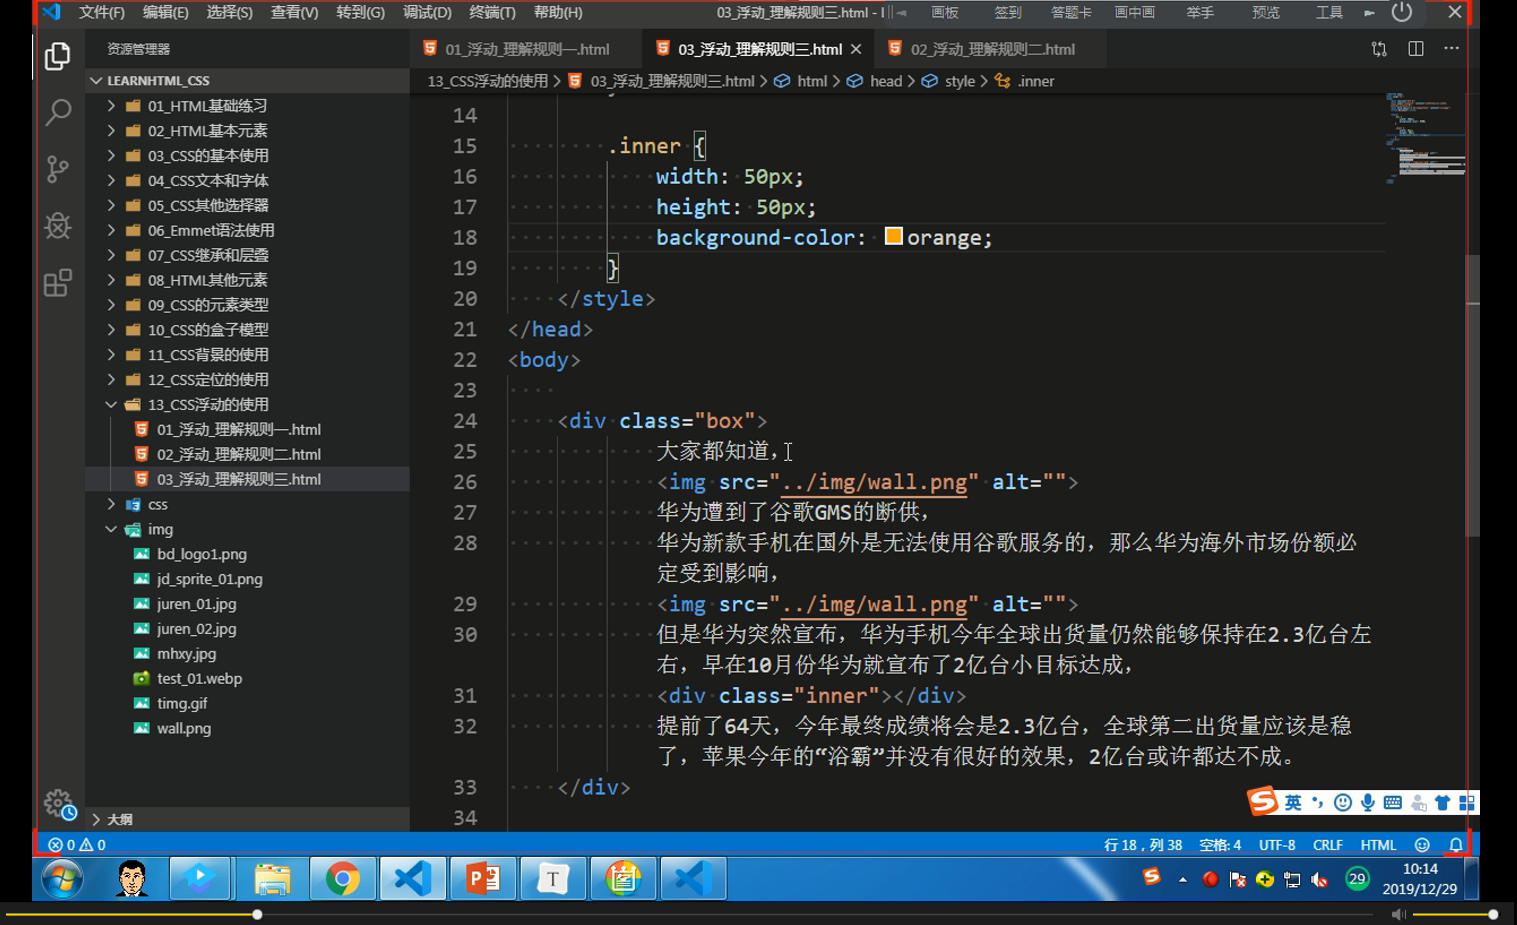 文件(F) 编辑(E) 选择(S) 查看(V) 转到(G) 调试(D) 终端(T) 帮助(H) 03_浮动_理解规则三.html - 画板 签到 答题卡 画中画 举手 预览 工具
资源管理器
01_浮动_理解规则一.html 03_浮动_理解规则三.html 02_浮动_理解规则二.html
LEARNHTML_CSS
13_CSS浮动的使用 > 03_浮动_理解规则三.html > html > head > style > .inner
01_HTML基础练习
02_HTML基本元素
03_CSS的基本使用
04_CSS文本和字体
05_CSS其他选择器
06_Emmet语法使用
07_CSS继承和层叠
08_HTML其他元素
09_CSS的元素类型
10_CSS的盒子模型
11_CSS背景的使用
12_CSS定位的使用
13_CSS浮动的使用
01_浮动_理解规则一.html
02_浮动_理解规则二.html
03_浮动_理解规则三.html
css
img
bd_logo1.png
jd_sprite_01.png
juren_01.jpg
juren_02.jpg
mhxy.jpg
test_01.webp
timg.gif
wall.png
大纲
14
15 .inner {
16 width: 50px;
17 height: 50px;
18 background-color: orange;
19 }
20 </style>
21 </head>
22 <body>
23
24 <div class="box">
25 大家都知道，
26 <img src="../img/wall.png" alt="">
27 华为遭到了谷歌GMS的断供，
28 华为新款手机在国外是无法使用谷歌服务的，那么华为海外市场份额必
定受到影响，
29 <img src="../img/wall.png" alt="">
30 但是华为突然宣布，华为手机今年全球出货量仍然能够保持在2.3亿台左
右，早在10月份华为就宣布了2亿台小目标达成，
31 <div class="inner"></div>
32 提前了64天，今年最终成绩将会是2.3亿台，全球第二出货量应该是稳
了，苹果今年的“浴霸”并没有很好的效果，2亿台或许都达不成。
33 </div>
34
英
0 0 行 18，列 38 空格: 4 UTF-8 CRLF HTML
T
29
10:14
2019/12/29